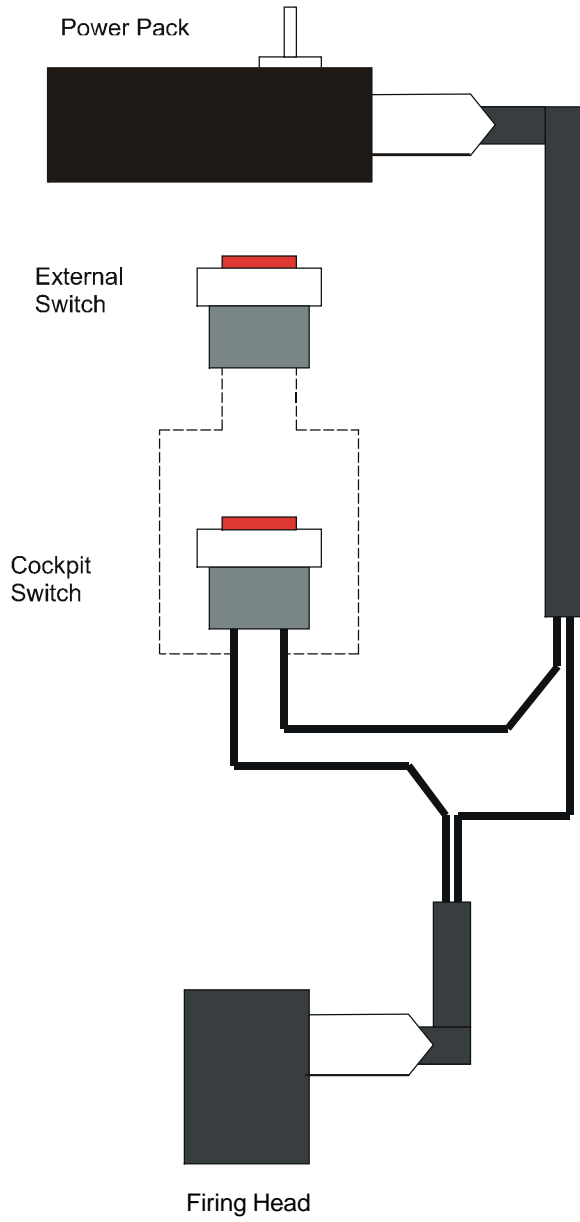 Power Pack
External
Switch
Cockpit
Switch
Firing Head